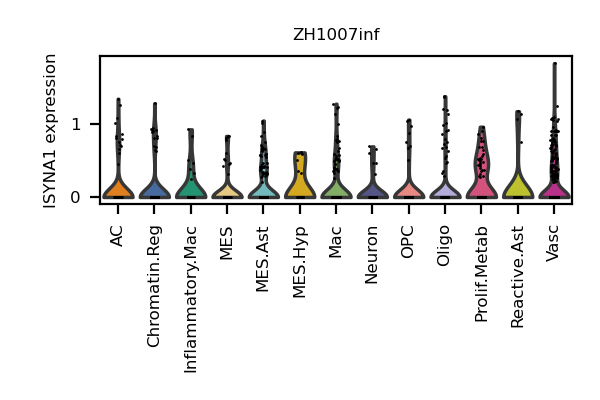 ZH1007inf
ISYNA1 expression
1
0
AC
Chromatin.Reg
Inflammatory.Mac
MES
MES.Ast
MES.Hyp
Mac
Neuron
OPC
Oligo
Prolif.Metab
Reactive.Ast
Vasc